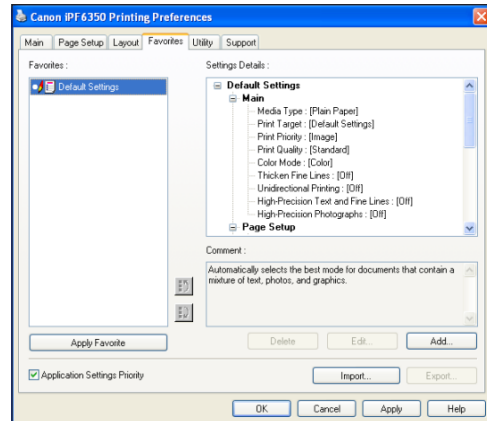 Canon iPF6350 Printing Preferences
Main Page Setup Layout Favorites Utility Support
Favorites :
Default Settings
Settings Details :
Default Settings
Main
Media Type : [Plain Paper]
Print Target : [Default Settings]
Print Priority : [Image]
Print Quality : [Standard]
Color Mode : [Color]
Thicken Fine Lines : [Off]
Unidirectional Printing : [Off]
High-Precision Text and Fine Lines : [Off]
High-Precision Photographs : [Off]
Page Setup
Comment :
Automatically selects the best mode for documents that contain a
mixture of text, photos, and graphics.
Apply Favorite
Delete Edit... Add...
Application Settings Priority
Import... Export...
OK Cancel Apply Help